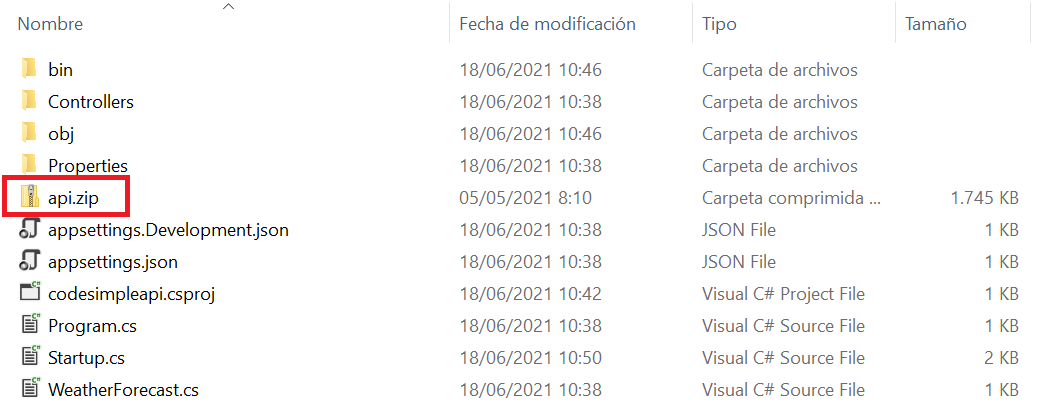 Nombre Fecha de modificación Tipo Tamaño
bin 18/06/2021 10:46 Carpeta de archivos
Controllers 18/06/2021 10:38 Carpeta de archivos
obj 18/06/2021 10:46 Carpeta de archivos
Properties 18/06/2021 10:38 Carpeta de archivos
api.zip 05/05/2021 8:10 Carpeta comprimida ... 1.745 KB
appsettings.Development.json 18/06/2021 10:38 JSON File 1 KB
appsettings.json 18/06/2021 10:38 JSON File 1 KB
codesimpleapi.csproj 18/06/2021 10:42 Visual C# Project File 1 KB
Program.cs 18/06/2021 10:38 Visual C# Source File 1 KB
Startup.cs 18/06/2021 10:50 Visual C# Source File 2 KB
WeatherForecast.cs 18/06/2021 10:38 Visual C# Source File 1 KB